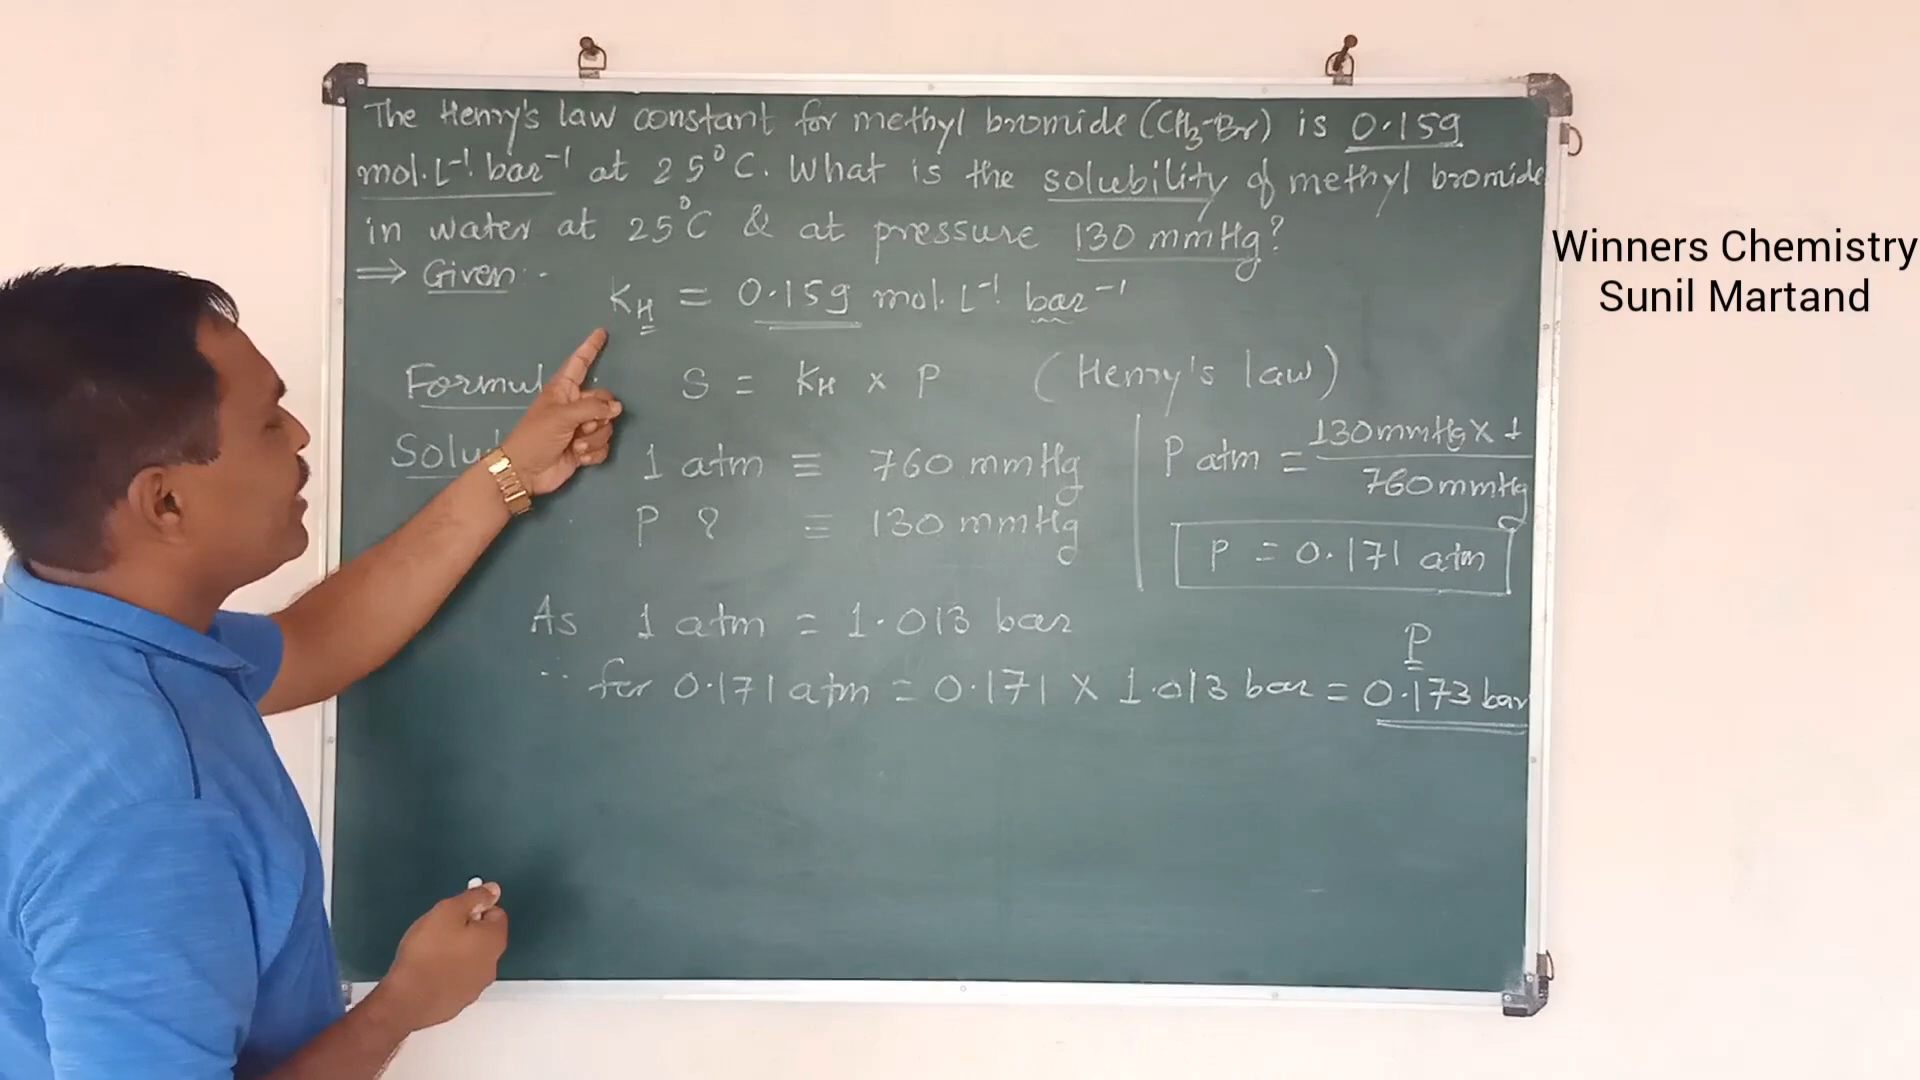 The Henry's law constant for methyl bromide (CH3-Br) is 0.159
mol.L⁻¹. bar⁻¹ at 25°C. What is the solubility of methyl bromide
in water at 25°C & at pressure 130 mmHg?
⇒ Given :-
KH = 0.159 mol. L⁻¹. bar⁻¹
Formul S = KH × P (Henry's law)
Solu
1 atm ≡ 760 mmHg
P ? ≡ 130 mmHg
P atm = 130mmHg × 1 / 760mmHg
P = 0.171 atm
As 1 atm = 1.013 bar
P
∴ for 0.171 atm = 0.171 × 1.013 bar = 0.173 bar
Winners Chemistry
Sunil Martand